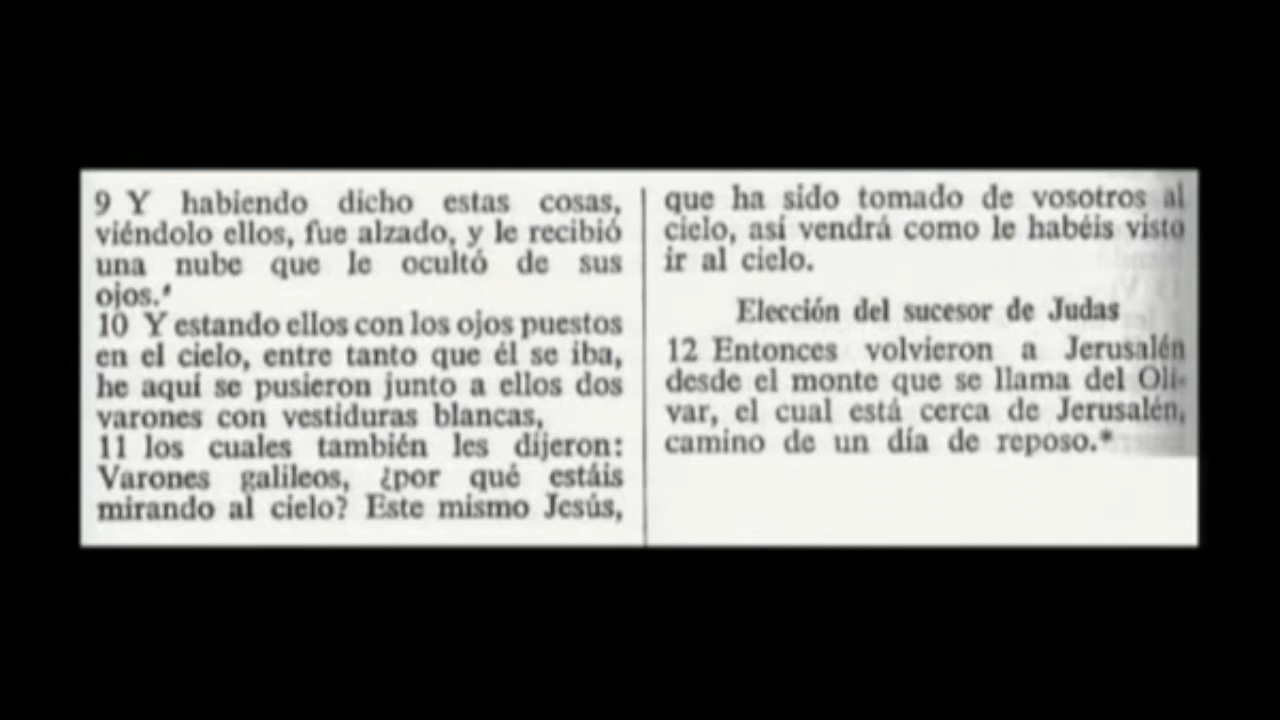 9 Y habiendo dicho estas cosas,
viéndolo ellos, fue alzado, y le recibió
una nube que le ocultó de sus
ojos.*
10 Y estando ellos con los ojos puestos
en el cielo, entre tanto que él se iba,
he aquí se pusieron junto a ellos dos
varones con vestiduras blancas,
11 los cuales también les dijeron:
Varones galileos, ¿por qué estáis
mirando al cielo? Este mismo Jesús,
que ha sido tomado de vosotros al
cielo, así vendrá como le habéis visto
ir al cielo.
Elección del sucesor de Judas
12 Entonces volvieron a Jerusalén
desde el monte que se llama del Oli-
var, el cual está cerca de Jerusalén,
camino de un día de reposo.*